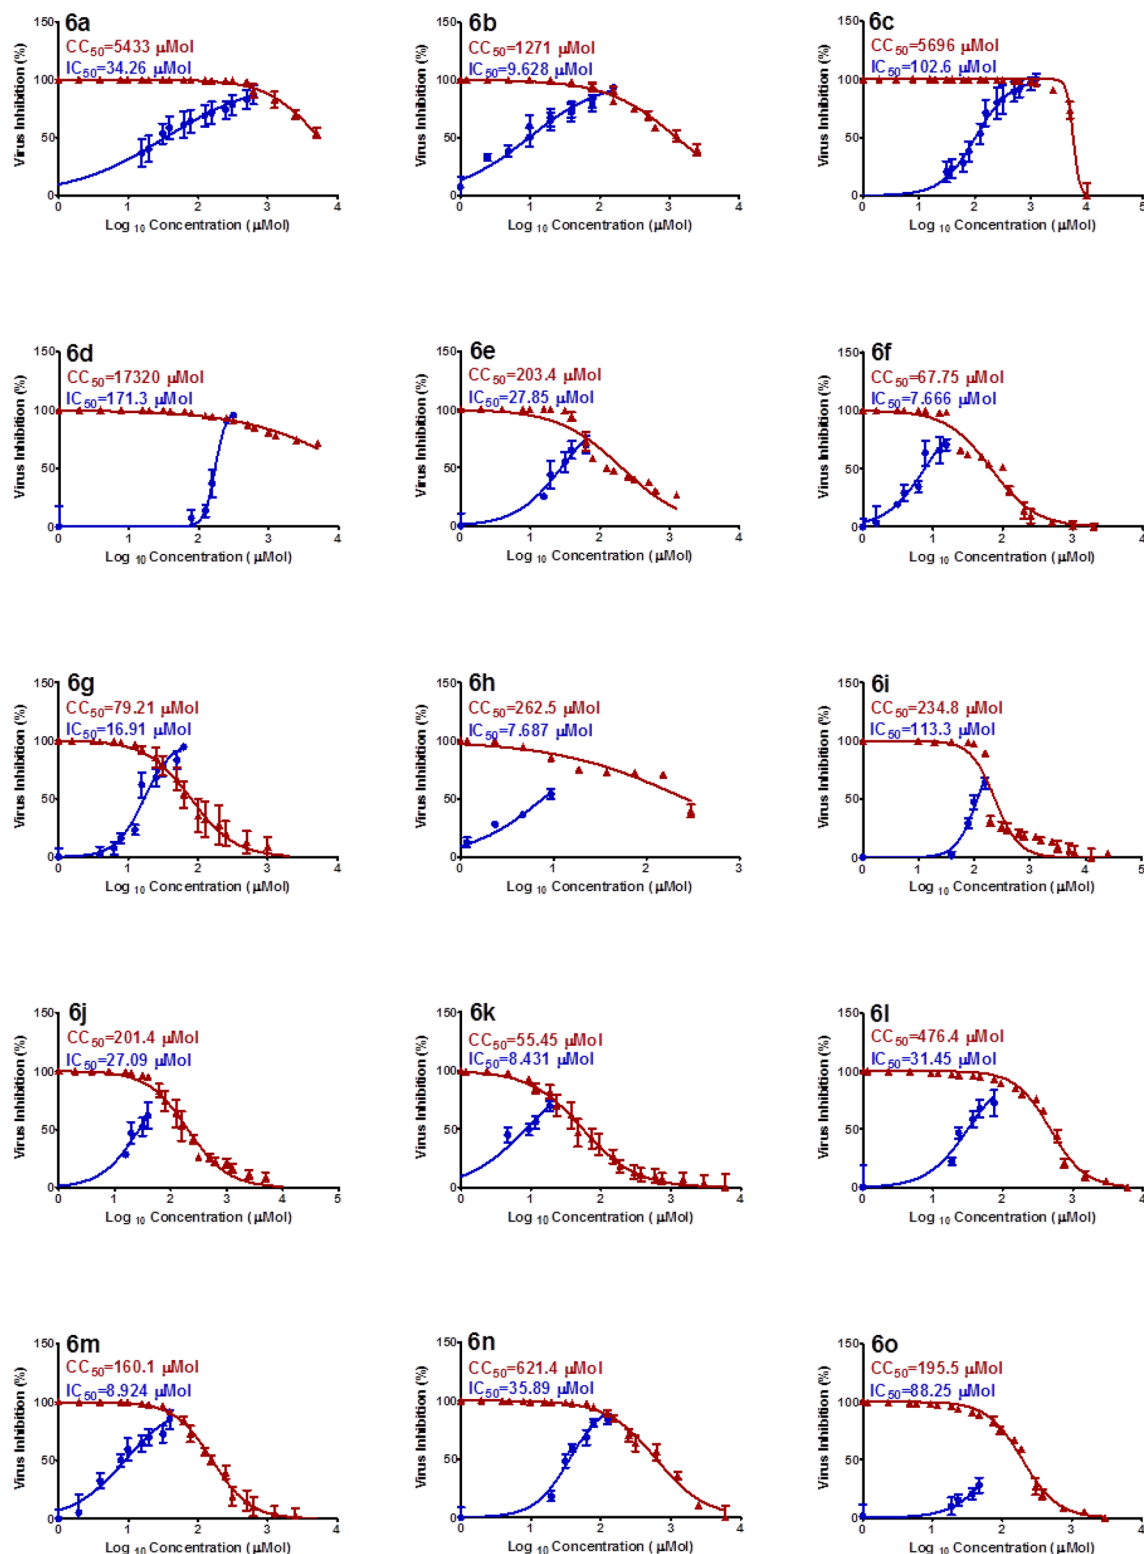 6a
CC50=5433 μMol
IC50=34.26 μMol
150
100
50
0
Virus Inhibition (%)
0 1 2 3 4
Log 10 Concentration ( μMol)
6b
CC50=1271 μMol
IC50=9.628 μMol
150
100
50
0
Virus Inhibition (%)
0 1 2 3 4
Log 10 Concentration ( μMol)
6c
CC50=5696 μMol
IC50=102.6 μMol
150
100
50
0
Virus Inhibition (%)
0 1 2 3 4 5
Log 10 Concentration ( μMol)
6d
CC50=17320 μMol
IC50=171.3 μMol
150
100
50
0
Virus Inhibition (%)
0 1 2 3 4
Log 10 Concentration ( μMol)
6e
CC50=203.4 μMol
IC50=27.85 μMol
150
100
50
0
Virus Inhibition (%)
0 1 2 3 4
Log 10 Concentration ( μMol)
6f
CC50=67.75 μMol
IC50=7.666 μMol
150
100
50
0
Virus Inhibition (%)
0 1 2 3 4
Log 10 Concentration ( μMol)
6g
CC50=79.21 μMol
IC50=16.91 μMol
150
100
50
0
Virus Inhibition (%)
0 1 2 3 4
Log 10 Concentration ( μMol)
6h
CC50=262.5 μMol
IC50=7.687 μMol
150
100
50
0
Virus Inhibition (%)
0 1 2 3
Log 10 Concentration ( μMol)
6i
CC50=234.8 μMol
IC50=113.3 μMol
150
100
50
0
Virus Inhibition (%)
0 1 2 3 4 5
Log 10 Concentration ( μMol)
6j
CC50=201.4 μMol
IC50=27.09 μMol
150
100
50
0
Virus Inhibition (%)
0 1 2 3 4 5
Log 10 Concentration ( μMol)
6k
CC50=55.45 μMol
IC50=8.431 μMol
150
100
50
0
Virus Inhibition (%)
0 1 2 3 4
Log 10 Concentration ( μMol)
6l
CC50=476.4 μMol
IC50=31.45 μMol
150
100
50
0
Virus Inhibition (%)
0 1 2 3 4
Log 10 Concentration ( μMol)
6m
CC50=160.1 μMol
IC50=8.924 μMol
150
100
50
0
Virus Inhibition (%)
0 1 2 3 4
Log 10 Concentration ( μMol)
6n
CC50=621.4 μMol
IC50=35.89 μMol
150
100
50
0
Virus Inhibition (%)
0 1 2 3 4
Log 10 Concentration ( μMol)
6o
CC50=195.5 μMol
IC50=88.25 μMol
150
100
50
0
Virus Inhibition (%)
0 1 2 3 4
Log 10 Concentration ( μMol)